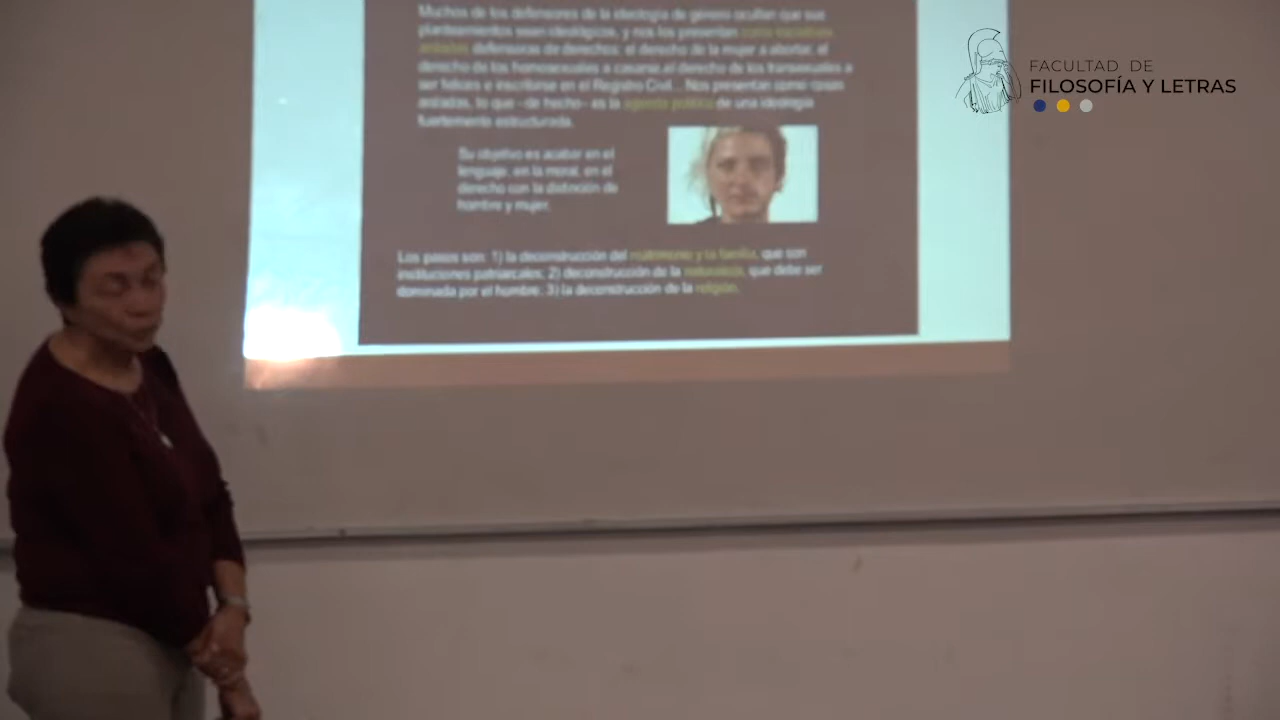 Muchos de los defensores de la ideología de género ocultan que sus
planteamientos sean ideológicos, y nos los presentan como iniciativas
aisladas defensoras de derechos: el derecho de la mujer a abortar, el
derecho de los homosexuales a casarse,el derecho de los transexuales a
ser felices e inscribirse en el Registro Civil... Nos presentan como casos
aislados, lo que -de hecho- es la agenda política de una ideología
fuertemente estructurada.
Su objetivo es acabar en el
lenguaje, en la moral, en el
derecho con la distinción de
hombre y mujer.
Los pasos son: 1) la deconstrucción del matrimonio y la familia, que son
instituciones patriarcales; 2) deconstrucción de la naturaleza, que debe ser
dominada por el hombre; 3) la deconstrucción de la religión.
FACULTAD DE
FILOSOFÍA Y LETRAS